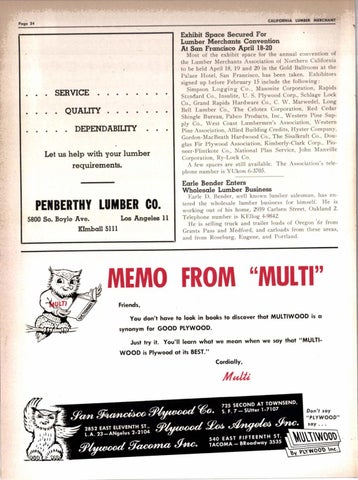 Page 34
CALIFORNIA LUMBER MERCHANT
SERVICE
QUALITY
DEPENDABILITY
Let us help with your lumber
requirements.
PENBERTHY LUMBER CO.
5800 So. Boyle Ave. Los Angeles 11
KImball 5111
Exhibit Space Secured For
Lumber Merchants Convention
At San Francisco April 18-20
Most of the exhibit space for the annual convention of
the Lumber Merchants Association of Northern California
to be held April 18, 19 and 20 in the Gold Ballroom at the
Palace Hotel, San Francisco, has been taken. Exhibitors
signed up before February 15 include the following:
Simpson Logging Co., Masonite Corporation, Rapids
Standard Co., Insulite, U. S. Plywood Corp., Schlage Lock
Co., Grand Rapids Hardware Co., C. W. Marwedel, Long
Bell Lumber Co., The Celotex Corporation, Red Cedar
Shingle Bureau, Pabco Products, Inc., Western Pine Sup-
ply Co., West Coast Lumbermen's Association, Western
Pine Association, Allied Building Credits, Hyster Company,
Gordon-MacBeath Hardwood Co., The Sisalkraft Co., Doug-
las Fir Plywood Association, Kimberly-Clark Corp., Pio-
neer-Flintkote Co., National Plan Service, John Manville
Corporation, Ry-Lock Co.
A few spaces are still available. The Association's tele-
phone number is YUkon 6-5705.
Earle Bender Enters
Wholesale Lumber Business
Earle D. Bender, well known lumber salesman, has en-
tered the wholesale lumber business for himself. He is
working out of his home, 2979 Carlsen Street, Oakland 2.
Telephone number is KEllog 4-9842.
He is selling truck and trailer loads of Oregon fir from
Grants Pass and Medford, and carloads from these areas,
and from Roseburg, Eugene, and Portland.
MEMO FROM "MULTI"
MULTI
Friends,
You don't have to look in books to discover that MULTIWOOD is a
synonym for GOOD PLYWOOD.
Just try it. You'll learn what we mean when we say that "MULTI-
WOOD is Plywood at its BEST."
Cordially,
Multi
San Francisco Plywood Co. 725 SECOND AT TOWNSEND,
S. F. 7—SUtter 1-7107
2852 EAST ELEVENTH ST.,
L. A. 23—ANgelus 2-2104 Plywood Los Angeles Inc.
Plywood Tacoma Inc. 540 EAST FIFTEENTH ST.
TACOMA—BRoadway 3535
Don't say
"PLYWOOD"
say . . .
MULTIWOOD
By PLYWOOD Inc.